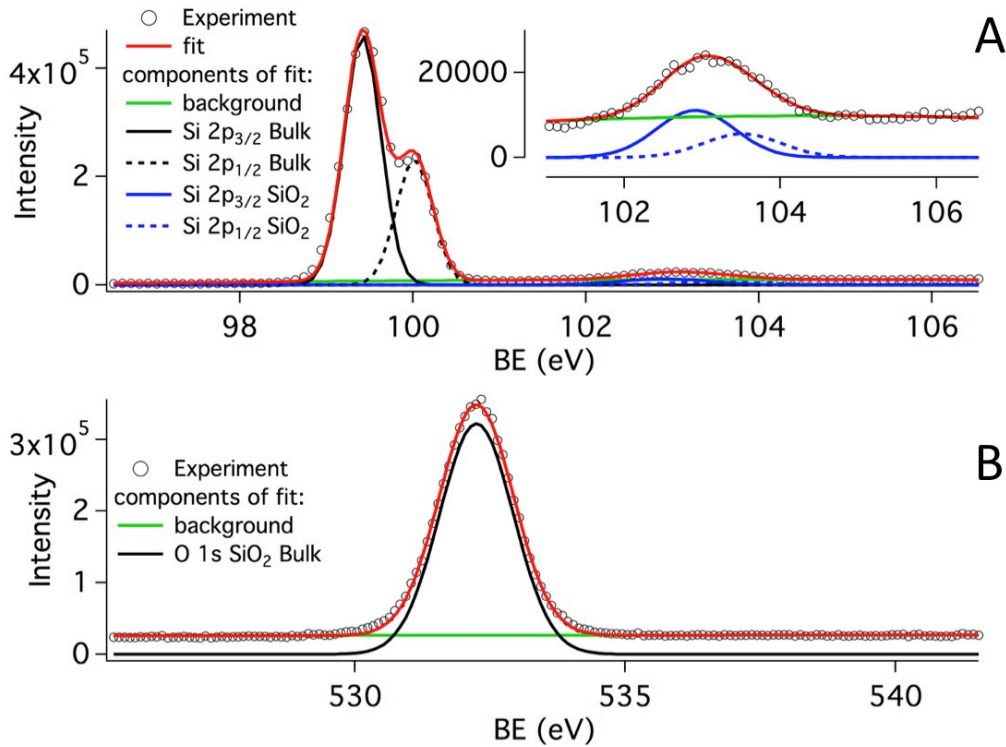 A
Experiment
fit
components of fit:
background
Si 2p3/2 Bulk
Si 2p1/2 Bulk
Si 2p3/2 SiO2
Si 2p1/2 SiO2
Intensity
4x10^5
2
0
98
100
102
104
106
BE (eV)
20000
0
102
104
106
B
Experiment
components of fit:
background
O 1s SiO2 Bulk
Intensity
3x10^5
2
1
0
530
535
540
BE (eV)